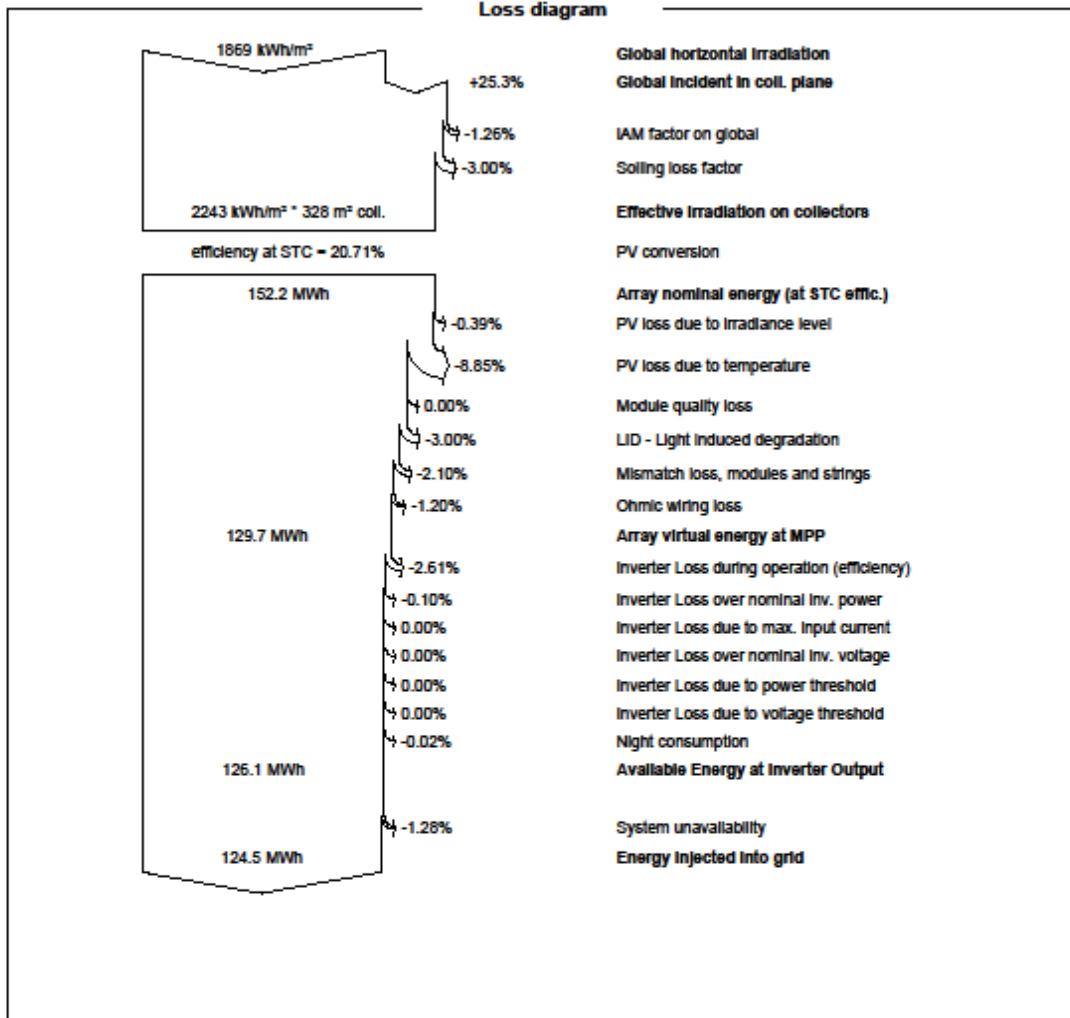 Loss diagram
1869 kWh/m² Global horizontal irradiation
+25.3% Global incident in coll. plane
-1.26% IAM factor on global
-3.00% Soiling loss factor
2243 kWh/m² * 328 m² coll. Effective irradiation on collectors
efficiency at STC = 20.71% PV conversion
152.2 MWh Array nominal energy (at STC effic.)
-0.39% PV loss due to irradiance level
-8.85% PV loss due to temperature
0.00% Module quality loss
-3.00% LID - Light induced degradation
-2.10% Mismatch loss, modules and strings
-1.20% Ohmic wiring loss
129.7 MWh Array virtual energy at MPP
-2.61% Inverter Loss during operation (efficiency)
-0.10% Inverter Loss over nominal inv. power
0.00% Inverter Loss due to max. input current
0.00% Inverter Loss over nominal inv. voltage
0.00% Inverter Loss due to power threshold
0.00% Inverter Loss due to voltage threshold
-0.02% Night consumption
126.1 MWh Available Energy at Inverter Output
-1.28% System unavailability
124.5 MWh Energy injected into grid